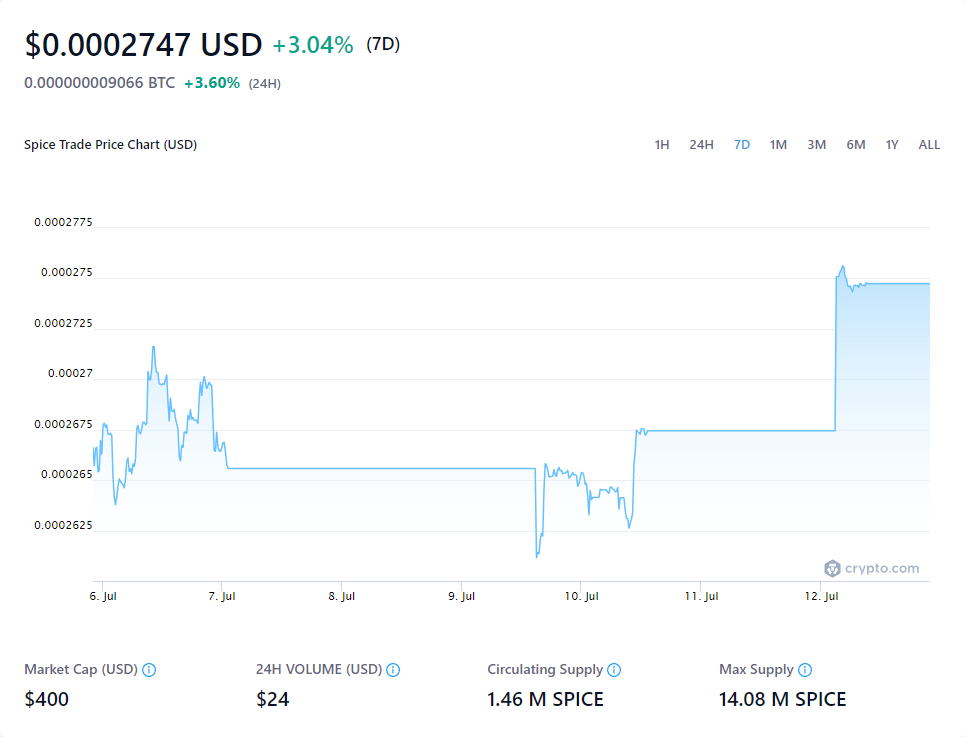 $0.0002747 USD +3.04% (7D)
0.000000009066 BTC +3.60% (24H)
Spice Trade Price Chart (USD) 1H 24H 7D 1M 3M 6M 1Y ALL
0.0002775
0.000275
0.0002725
0.00027
0.0002675
0.000265
0.0002625
crypto.com
6. Jul 7. Jul 8. Jul 9. Jul 10. Jul 11. Jul 12. Jul
Market Cap (USD) 24H VOLUME (USD) Circulating Supply Max Supply
$400 $24 1.46 M SPICE 14.08 M SPICE